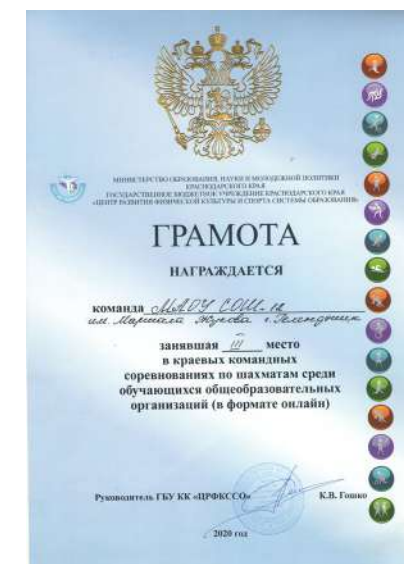 МИНИСТЕРСТВО ОБРАЗОВАНИЯ, НАУКИ И МОЛОДЕЖНОЙ ПОЛИТИКИ
КРАСНОДАРСКОГО КРАЯ
ГОСУДАРСТВЕННОЕ БЮДЖЕТНОЕ УЧРЕЖДЕНИЕ КРАСНОДАРСКОГО КРАЯ
«ЦЕНТР РАЗВИТИЯ ФИЗИЧЕСКОЙ КУЛЬТУРЫ И СПОРТА СИСТЕМЫ ОБРАЗОВАНИЯ»
ГРАМОТА
НАГРАЖДАЕТСЯ
команда МАОУ СОШ-12
им. Маршала Жукова г. Геленджик
занявшая III место
в краевых командных
соревнованиях по шахматам среди
обучающихся общеобразовательных
организаций (в формате онлайн)
Руководитель ГБУ КК «ЦРФКССО» К.В. Гошко
2020 год